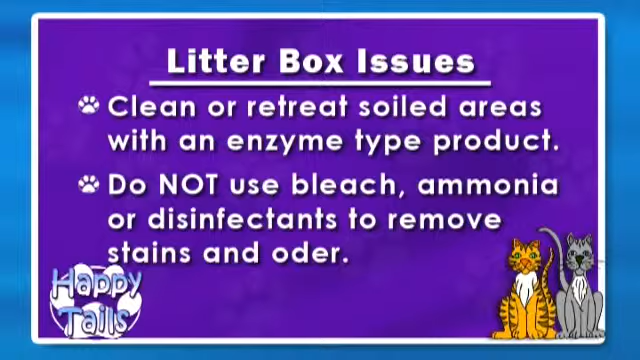 Litter Box Issues
Clean or retreat soiled areas
with an enzyme type product.
Do NOT use bleach, ammonia
or disinfectants to remove
stains and oder.
Happy
Tails